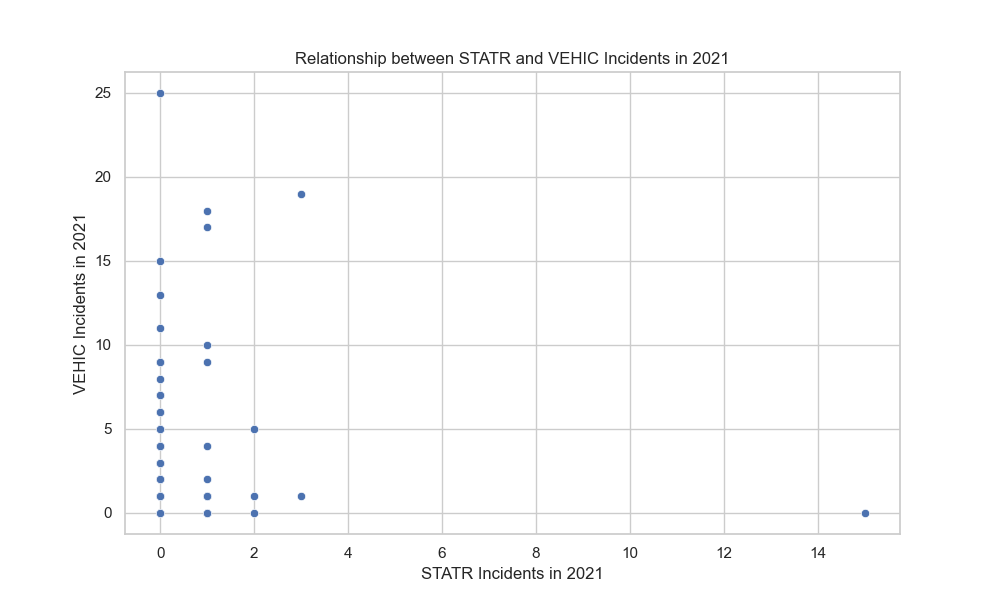 Relationship between STATR and VEHIC Incidents in 2021
25
20
15
10
5
0
VEHIC Incidents in 2021
0 2 4 6 8 10 12 14
STATR Incidents in 2021